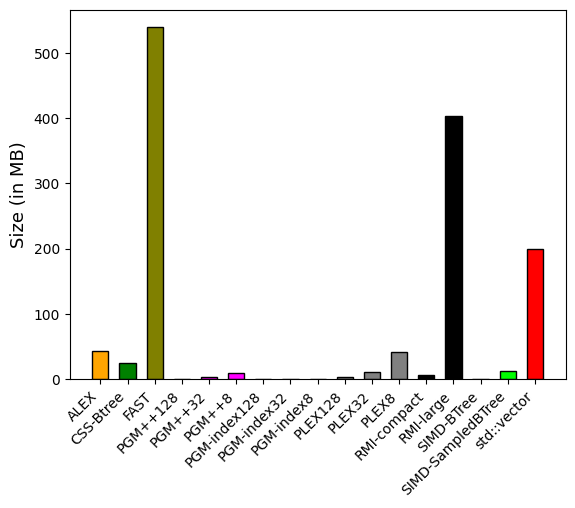 Size (in MB)
500
400
300
200
100
0
ALEX
CSS-Btree
FAST
PGM++128
PGM++32
PGM++8
PGM-index128
PGM-index32
PGM-index8
PLEX128
PLEX32
PLEX8
RMI-compact
RMI-large
SIMD-BTree
SIMD-SampledBTree
std::vector